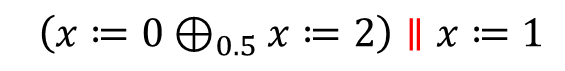 (x := 0 ⊕₀.₅ x := 2) ∥ x := 1